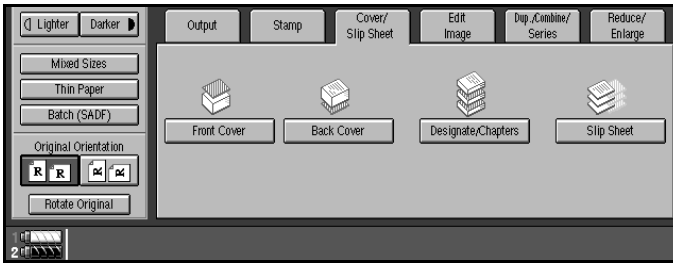 Lighter Darker
Output
Stamp
Cover/
Slip Sheet
Edit
Image
Dup./Combine/
Series
Reduce/
Enlarge
Mixed Sizes
Thin Paper
Batch (SADF)
Original Orientation
R R R R
Rotate Original
Front Cover
Back Cover
Designate/Chapters
Slip Sheet
1
2